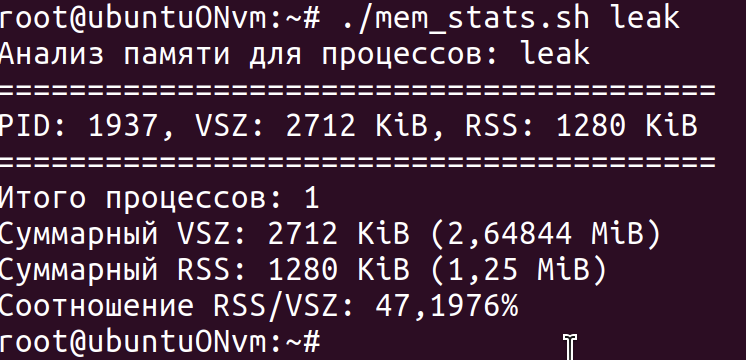 root@ubuntuONvm:~# ./mem_stats.sh leak
Анализ памяти для процессов: leak
========================================
PID: 1937, VSZ: 2712 KiB, RSS: 1280 KiB
========================================
Итого процессов: 1
Суммарный VSZ: 2712 KiB (2,64844 MiB)
Суммарный RSS: 1280 KiB (1,25 MiB)
Соотношение RSS/VSZ: 47,1976%
root@ubuntuONvm:~#